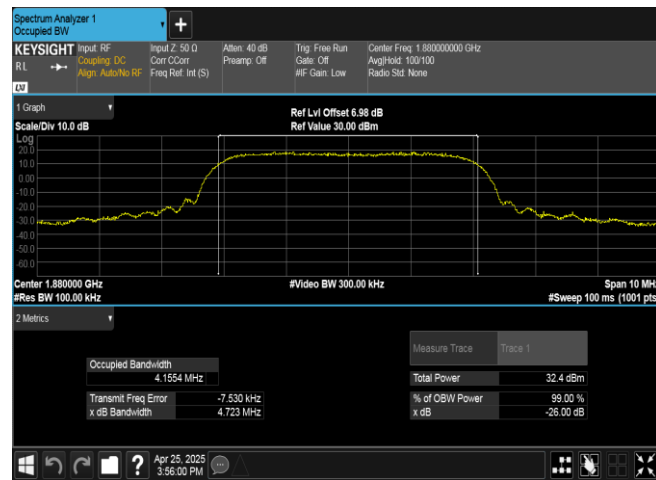 Spectrum Analyzer 1
Occupied BW
+
KEYSIGHT Input: RF Input Z: 50 Ω Atten: 40 dB Trig: Free Run Center Freq: 1.880000000 GHz
RL Coupling: DC Corr CCorr Preamp: Off Gate: Off Avg|Hold: 100/100
Align: Auto/No RF Freq Ref: Int (S) #IF Gain: Low Radio Std: None
LXI
1 Graph
Scale/Div 10.0 dB Ref Lvl Offset 6.98 dB
Ref Value 30.00 dBm
Log
20.0
10.0
0.00
-10.0
-20.0
-30.0
-40.0
-50.0
-60.0
Center 1.880000 GHz #Video BW 300.00 kHz Span 10 MHz
#Res BW 100.00 kHz #Sweep 100 ms (1001 pts
2 Metrics
Measure Trace Trace 1
Occupied Bandwidth
4.1554 MHz Total Power 32.4 dBm
Transmit Freq Error -7.530 kHz % of OBW Power 99.00 %
x dB Bandwidth 4.723 MHz x dB -26.00 dB
? Apr 25, 2025
3:56:00 PM